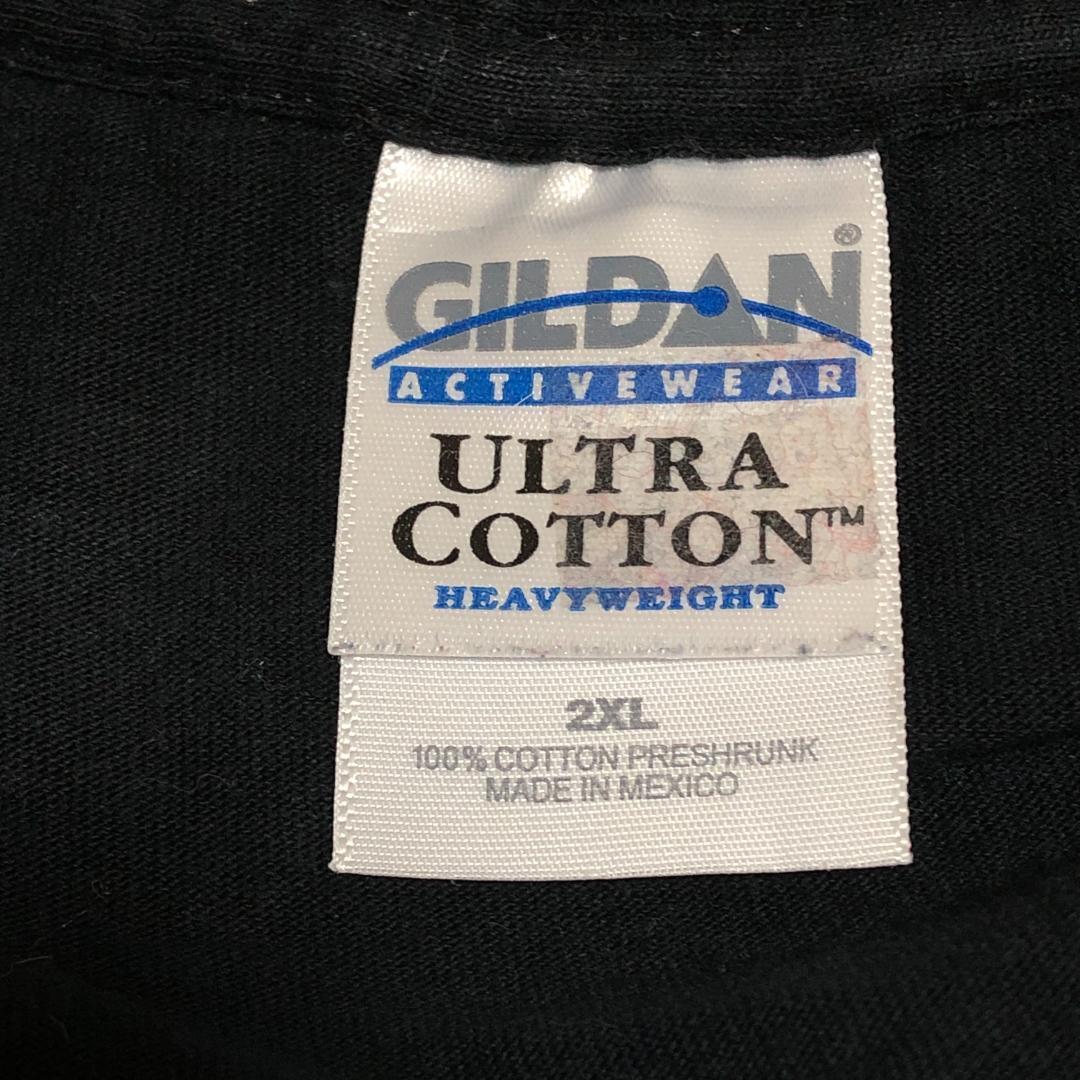 GILDAN®
ACTIVEWEAR
ULTRA
COTTON™
HEAVYWEIGHT
2XL
100% COTTON PRESHRUNK
MADE IN MEXICO